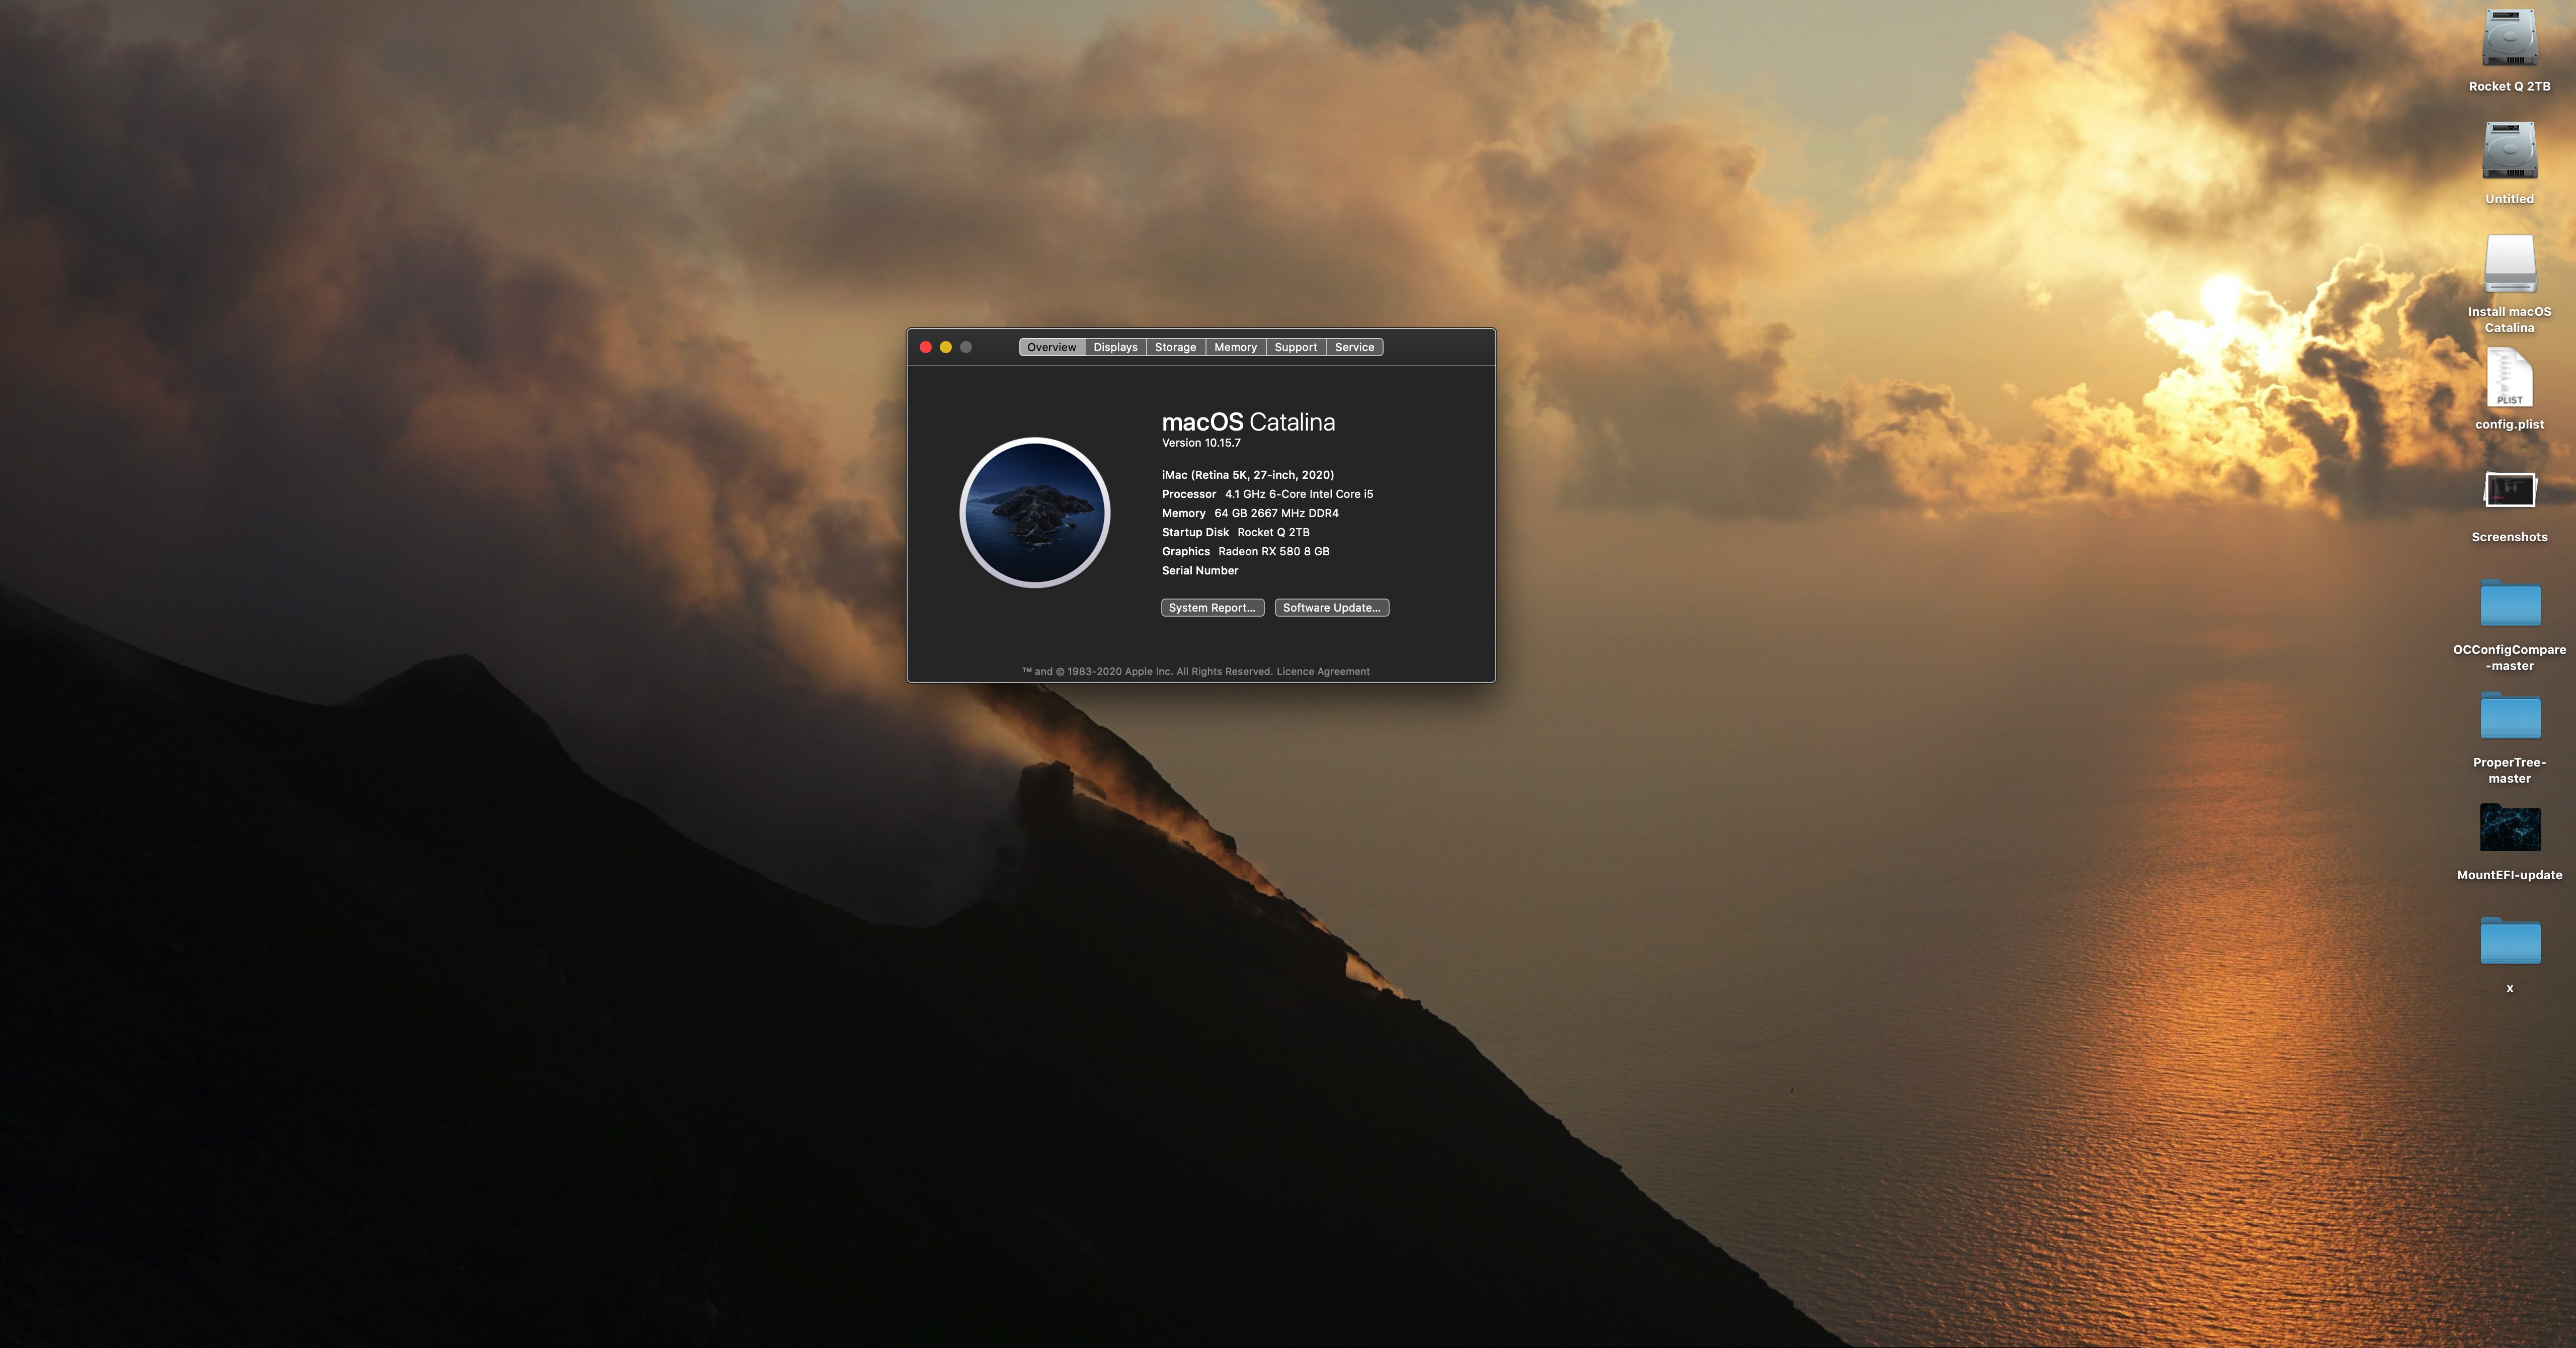 Overview Displays Storage Memory Support Service
macOS Catalina
Version 10.15.7
iMac (Retina 5K, 27-inch, 2020)
Processor 4.1 GHz 6-Core Intel Core i5
Memory 64 GB 2667 MHz DDR4
Startup Disk Rocket Q 2TB
Graphics Radeon RX 580 8 GB
Serial Number
System Report... Software Update...
™ and © 1983-2020 Apple Inc. All Rights Reserved. Licence Agreement
Rocket Q 2TB
Untitled
Install macOS
Catalina
PLIST
config.plist
Screenshots
OCConfigCompare
-master
ProperTree-
master
MountEFI-update
x